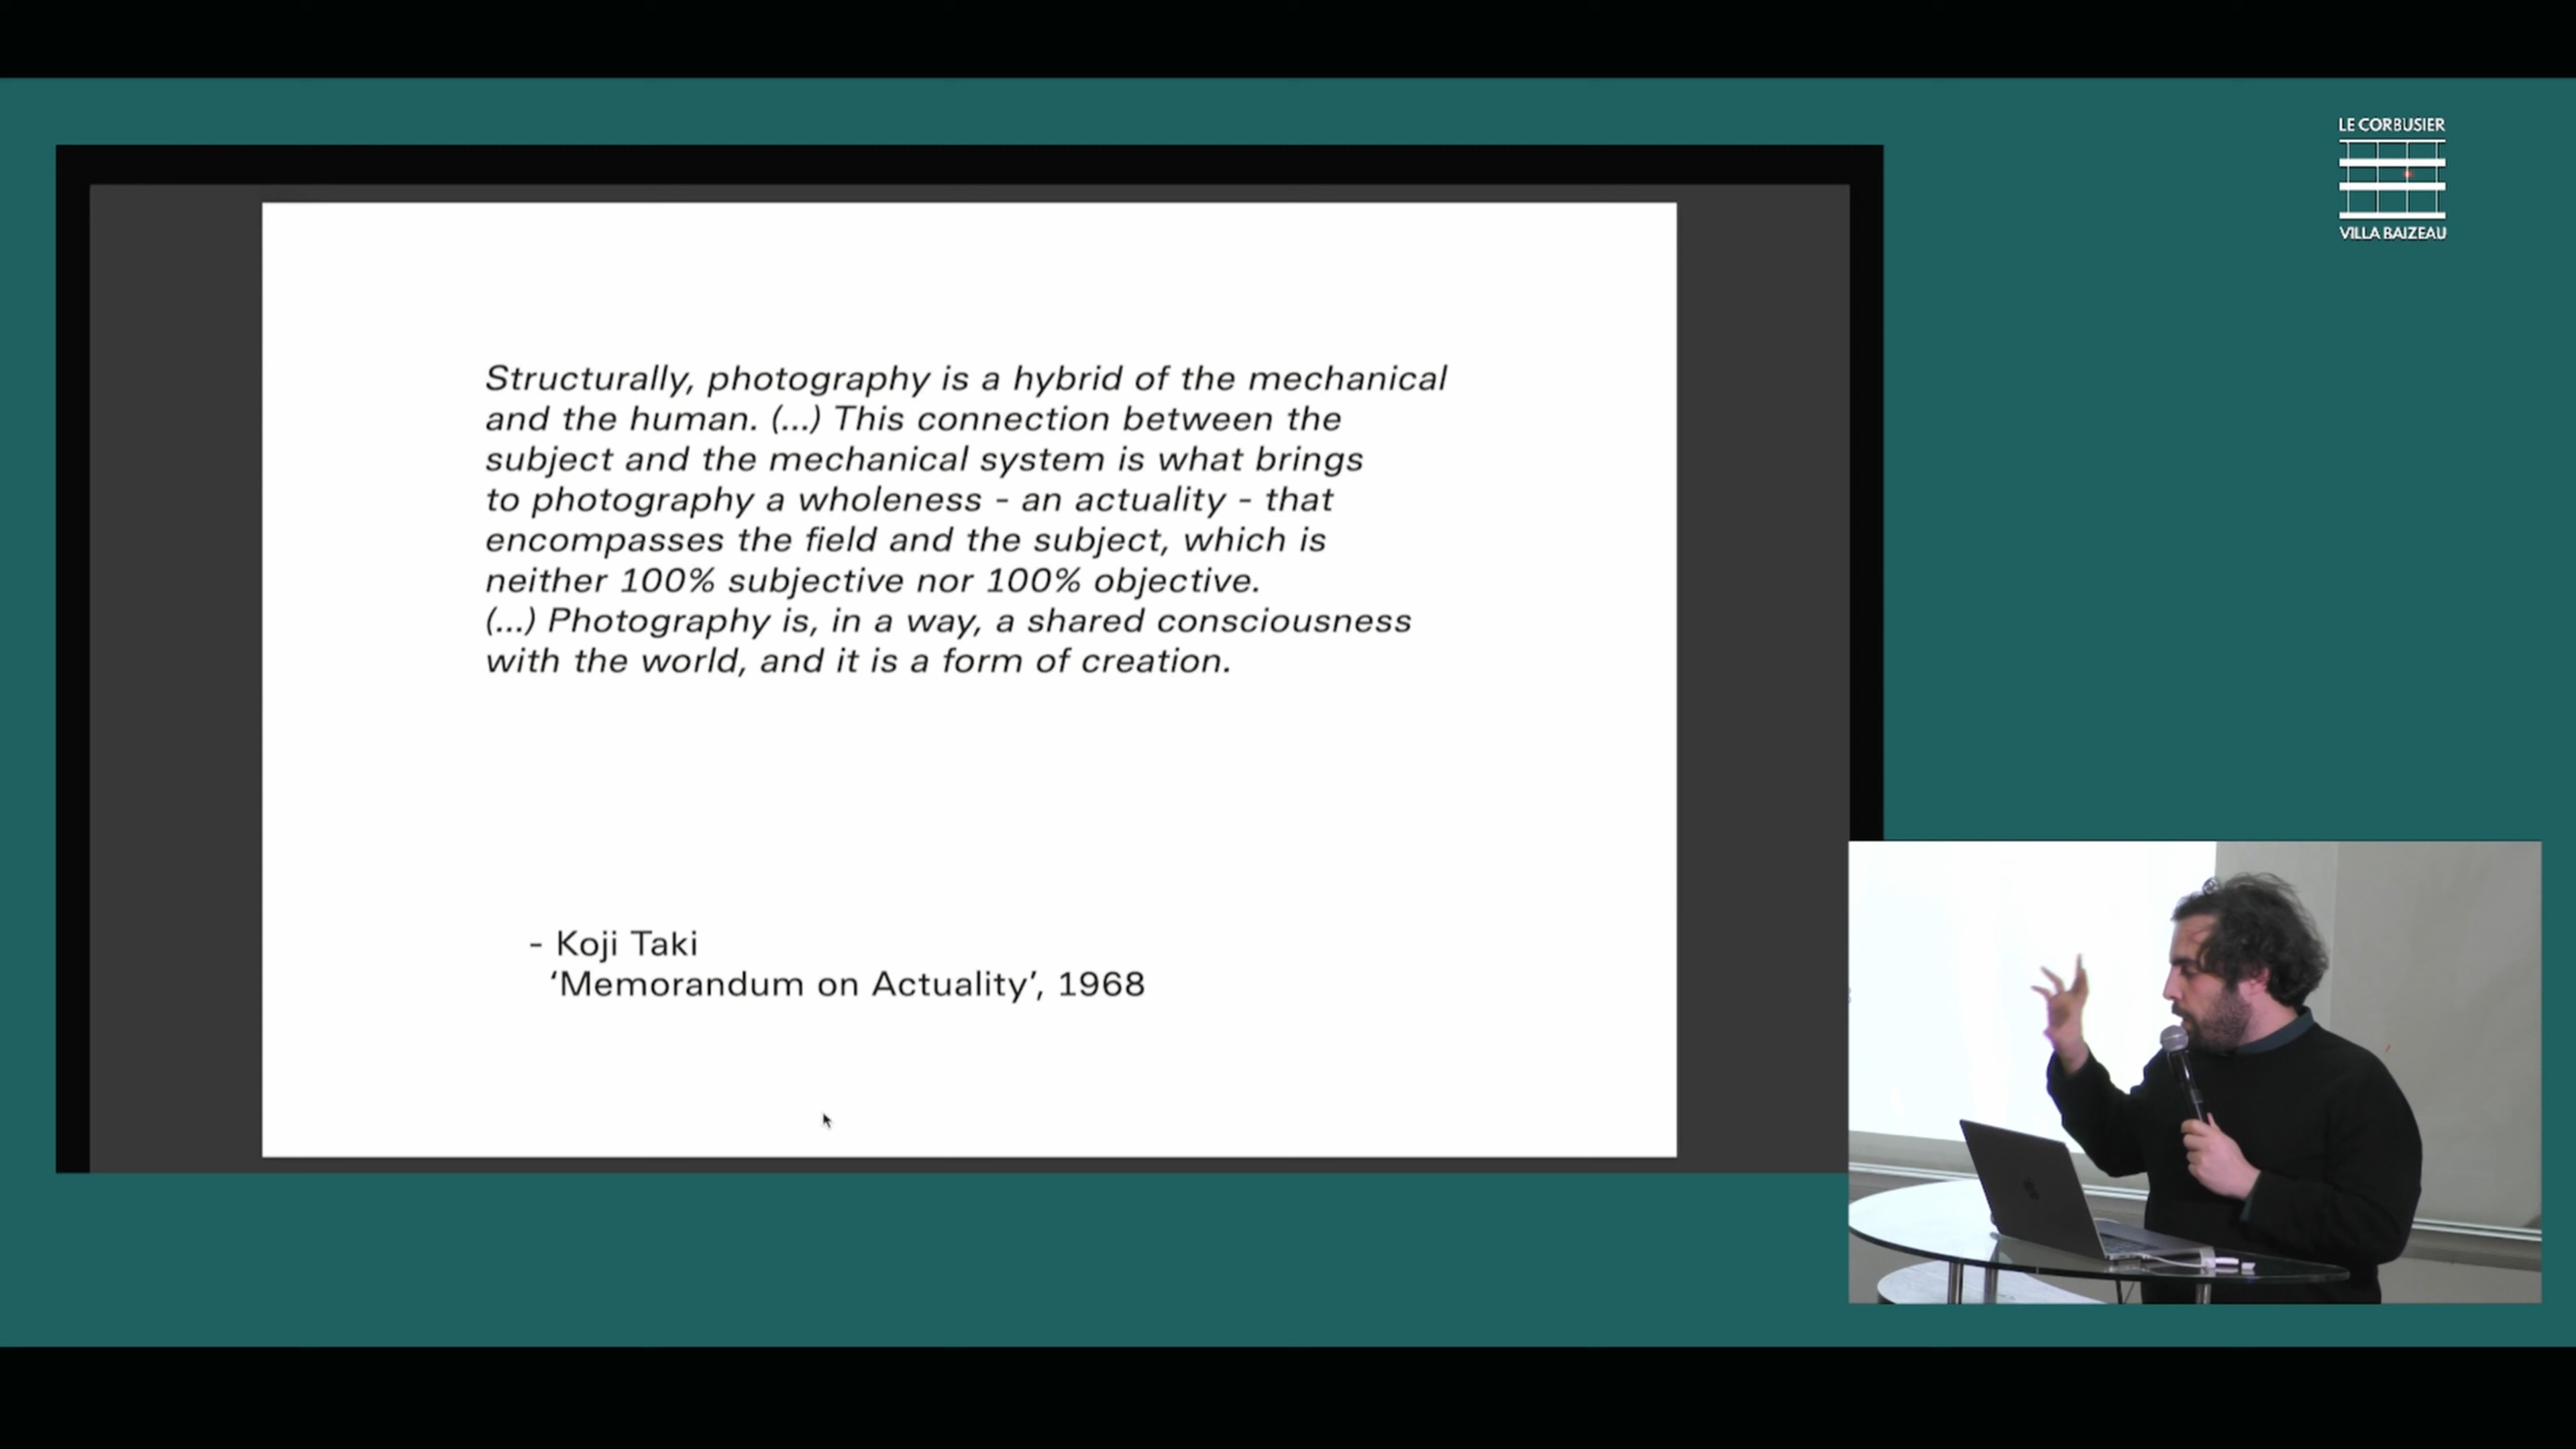 LE CORBUSIER
VILLA BAIZEAU
Structurally, photography is a hybrid of the mechanical
and the human. (...) This connection between the
subject and the mechanical system is what brings
to photography a wholeness - an actuality - that
encompasses the field and the subject, which is
neither 100% subjective nor 100% objective.
(...) Photography is, in a way, a shared consciousness
with the world, and it is a form of creation.
- Koji Taki
‘Memorandum on Actuality’, 1968